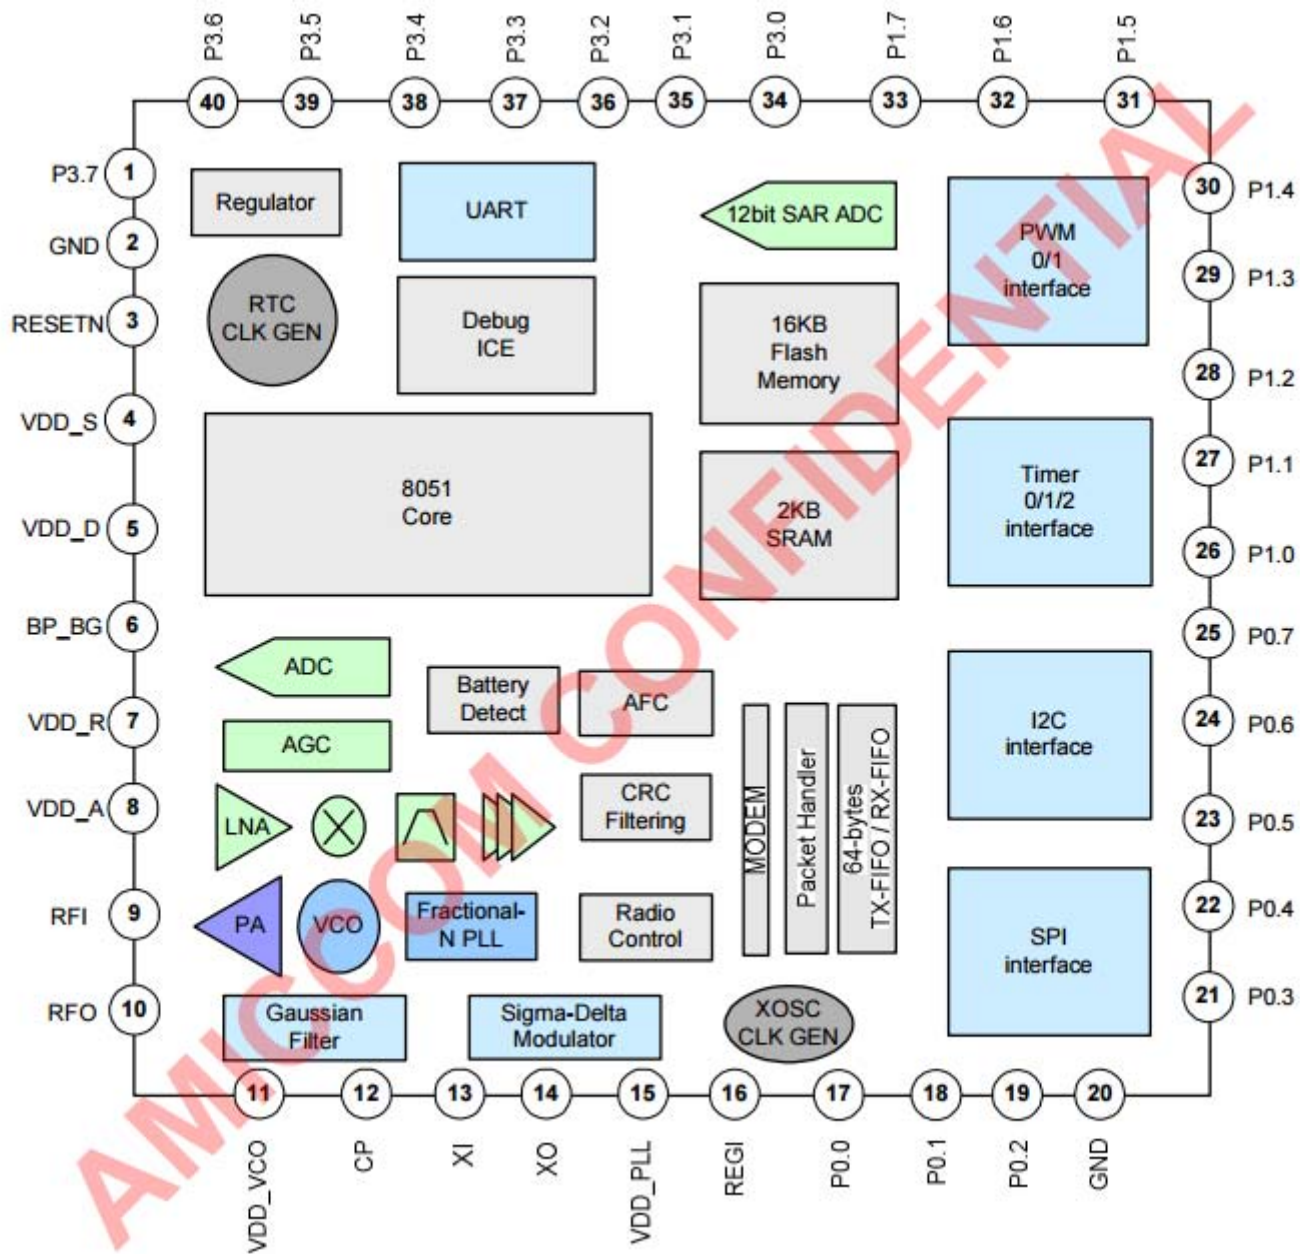 P3.6
P3.5
P3.4
P3.3
P3.2
P3.1
P3.0
P1.7
P1.6
P1.5
40
39
38
37
36
35
34
33
32
31
P3.7
1
GND
2
RESETN
3
VDD_S
4
VDD_D
5
BP_BG
6
VDD_R
7
VDD_A
8
RFI
9
RFO
10
Regulator
UART
12bit SAR ADC
PWM
0/1
interface
RTC
CLK GEN
Debug
ICE
16KB
Flash
Memory
8051
Core
2KB
SRAM
Timer
0/1/2
interface
ADC
Battery
Detect
AFC
AGC
I2C
interface
LNA
CRC
Filtering
MODEM
Packet Handler
64-bytes
TX-FIFO / RX-FIFO
PA
VCO
Fractional-
N PLL
Radio
Control
SPI
interface
Gaussian
Filter
Sigma-Delta
Modulator
XOSC
CLK GEN
30
P1.4
29
P1.3
28
P1.2
27
P1.1
26
P1.0
25
P0.7
24
P0.6
23
P0.5
22
P0.4
21
P0.3
11
12
13
14
15
16
17
18
19
20
VDD_VCO
CP
XI
XO
VDD_PLL
REGI
P0.0
P0.1
P0.2
GND
AMICCOM CONFIDENTIAL